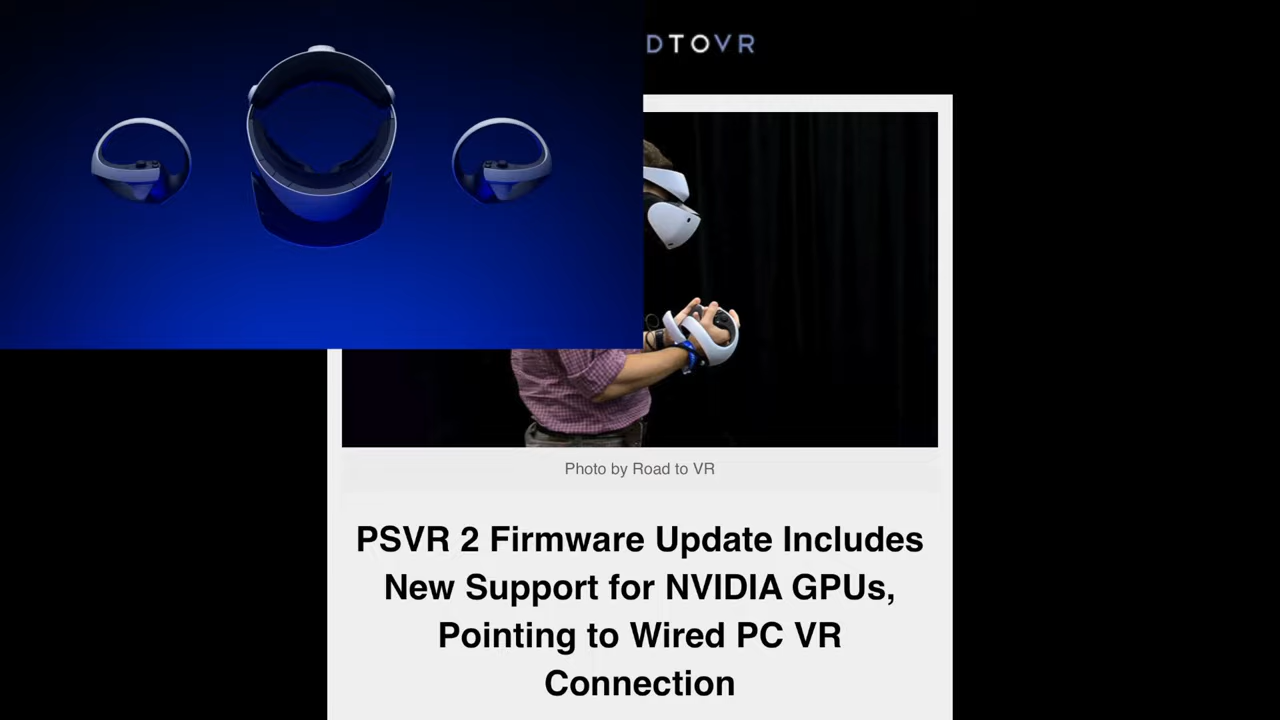 DTOVR
Photo by Road to VR
PSVR 2 Firmware Update Includes
New Support for NVIDIA GPUs,
Pointing to Wired PC VR
Connection